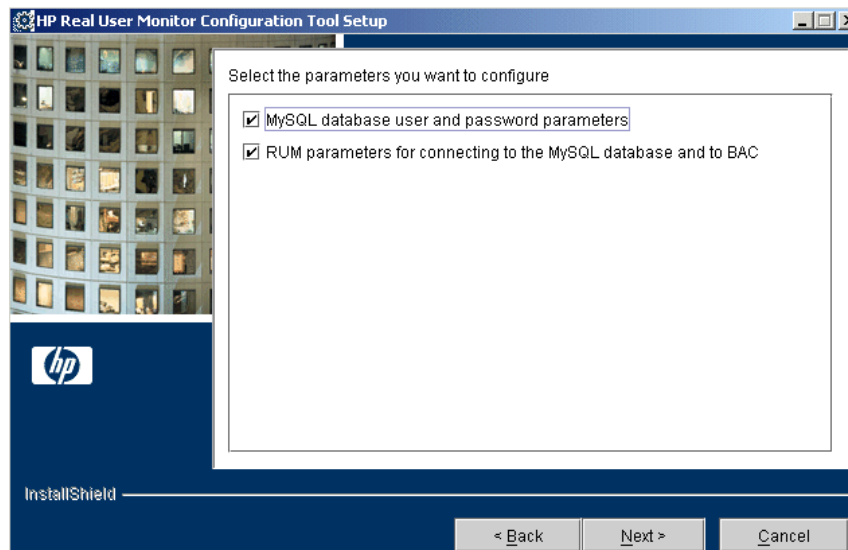 HP Real User Monitor Configuration Tool Setup
Select the parameters you want to configure
MySQL database user and password parameters
RUM parameters for connecting to the MySQL database and to BAC
hp
InstallShield
< Back
Next >
Cancel